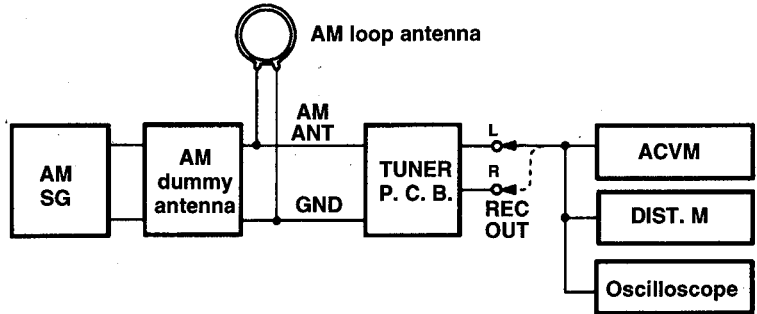 AM loop antenna
AM
SG
AM
dummy
antenna
AM
ANT
GND
TUNER
P. C. B.
L
R
REC
OUT
ACVM
DIST. M
Oscilloscope